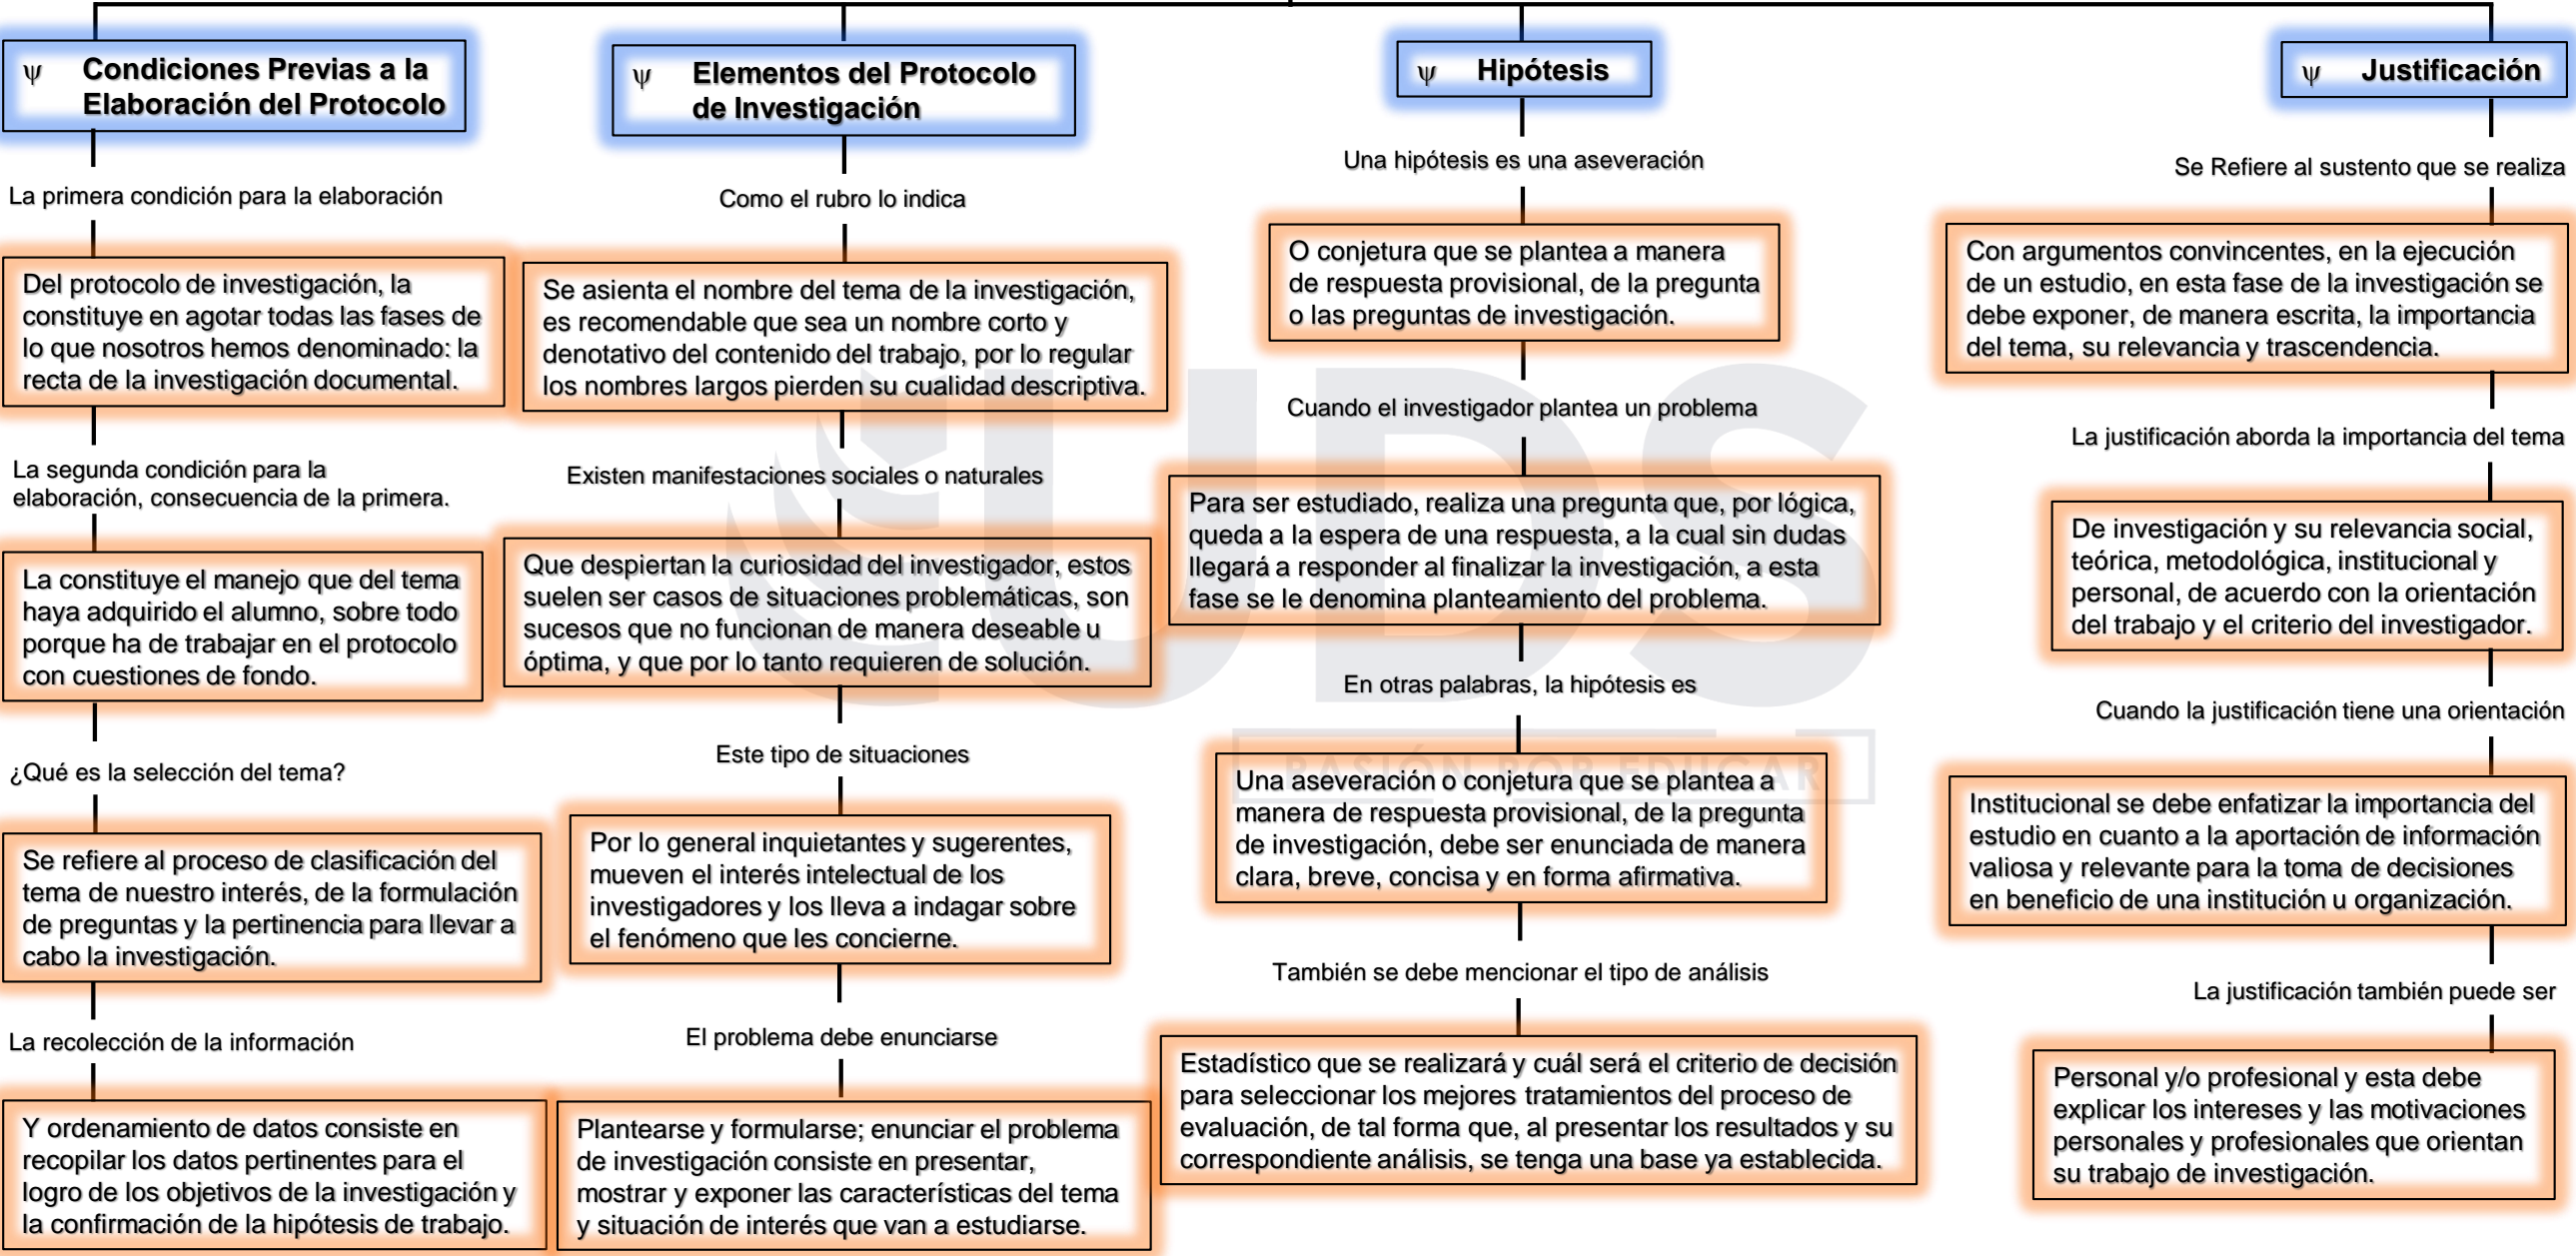 ψ Condiciones Previas a la
Elaboración del Protocolo
La primera condición para la elaboración
Del protocolo de investigación, la
constituye en agotar todas las fases de
lo que nosotros hemos denominado: la
recta de la investigación documental.
La segunda condición para la
elaboración, consecuencia de la primera.
La constituye el manejo que del tema
haya adquirido el alumno, sobre todo
porque ha de trabajar en el protocolo
con cuestiones de fondo.
¿Qué es la selección del tema?
Se refiere al proceso de clasificación del
tema de nuestro interés, de la formulación
de preguntas y la pertinencia para llevar a
cabo la investigación.
La recolección de la información
Y ordenamiento de datos consiste en
recopilar los datos pertinentes para el
logro de los objetivos de la investigación y
la confirmación de la hipótesis de trabajo.
ψ Elementos del Protocolo
de Investigación
Como el rubro lo indica
Se asienta el nombre del tema de la investigación,
es recomendable que sea un nombre corto y
denotativo del contenido del trabajo, por lo regular
los nombres largos pierden su cualidad descriptiva.
Existen manifestaciones sociales o naturales
Que despiertan la curiosidad del investigador, estos
suelen ser casos de situaciones problemáticas, son
sucesos que no funcionan de manera deseable u
óptima, y que por lo tanto requieren de solución.
Este tipo de situaciones
Por lo general inquietantes y sugerentes,
mueven el interés intelectual de los
investigadores y los lleva a indagar sobre
el fenómeno que les concierne.
El problema debe enunciarse
Plantearse y formularse; enunciar el problema
de investigación consiste en presentar,
mostrar y exponer las características del tema
y situación de interés que van a estudiarse.
ψ Hipótesis
Una hipótesis es una aseveración
O conjetura que se plantea a manera
de respuesta provisional, de la pregunta
o las preguntas de investigación.
Cuando el investigador plantea un problema
Para ser estudiado, realiza una pregunta que, por lógica,
queda a la espera de una respuesta, a la cual sin dudas
llegará a responder al finalizar la investigación, a esta
fase se le denomina planteamiento del problema.
En otras palabras, la hipótesis es
Una aseveración o conjetura que se plantea a
manera de respuesta provisional, de la pregunta
de investigación, debe ser enunciada de manera
clara, breve, concisa y en forma afirmativa.
También se debe mencionar el tipo de análisis
Estadístico que se realizará y cuál será el criterio de decisión
para seleccionar los mejores tratamientos del proceso de
evaluación, de tal forma que, al presentar los resultados y su
correspondiente análisis, se tenga una base ya establecida.
ψ Justificación
Se Refiere al sustento que se realiza
Con argumentos convincentes, en la ejecución
de un estudio, en esta fase de la investigación se
debe exponer, de manera escrita, la importancia
del tema, su relevancia y trascendencia.
La justificación aborda la importancia del tema
De investigación y su relevancia social,
teórica, metodológica, institucional y
personal, de acuerdo con la orientación
del trabajo y el criterio del investigador.
Cuando la justificación tiene una orientación
Institucional se debe enfatizar la importancia del
estudio en cuanto a la aportación de información
valiosa y relevante para la toma de decisiones
en beneficio de una institución u organización.
La justificación también puede ser
Personal y/o profesional y esta debe
explicar los intereses y las motivaciones
personales y profesionales que orientan
su trabajo de investigación.
UDS
PASIÓN POR EDUCAR